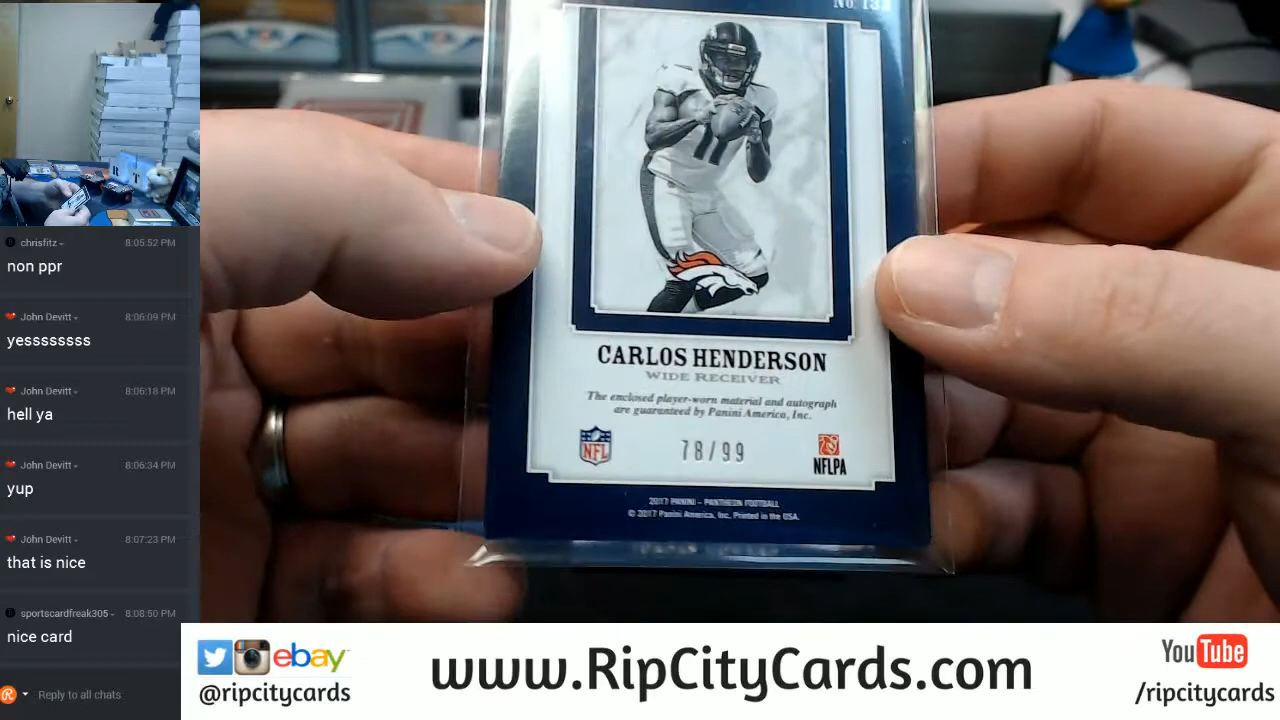 chrisfitz 8:05:52 PM
non ppr
John Devitt 8:06:09 PM
yesssssss
John Devitt 8:06:18 PM
hell ya
John Devitt 8:06:34 PM
yup
John Devitt 8:07:23 PM
that is nice
sportscardfreak305 8:08:50 PM
nice card
Reply to all chats
11
CARLOS HENDERSON
WIDE RECEIVER
The enclosed player-worn material and autograph
are guaranteed by Panini America, Inc.
NFL
78/99
NFLPA
2017 PANINI - PANTHEON FOOTBALL
© 2017 Panini America, Inc. Printed in the USA.
ebay
@ripcitycards
www.RipCityCards.com
YouTube
/ripcitycards